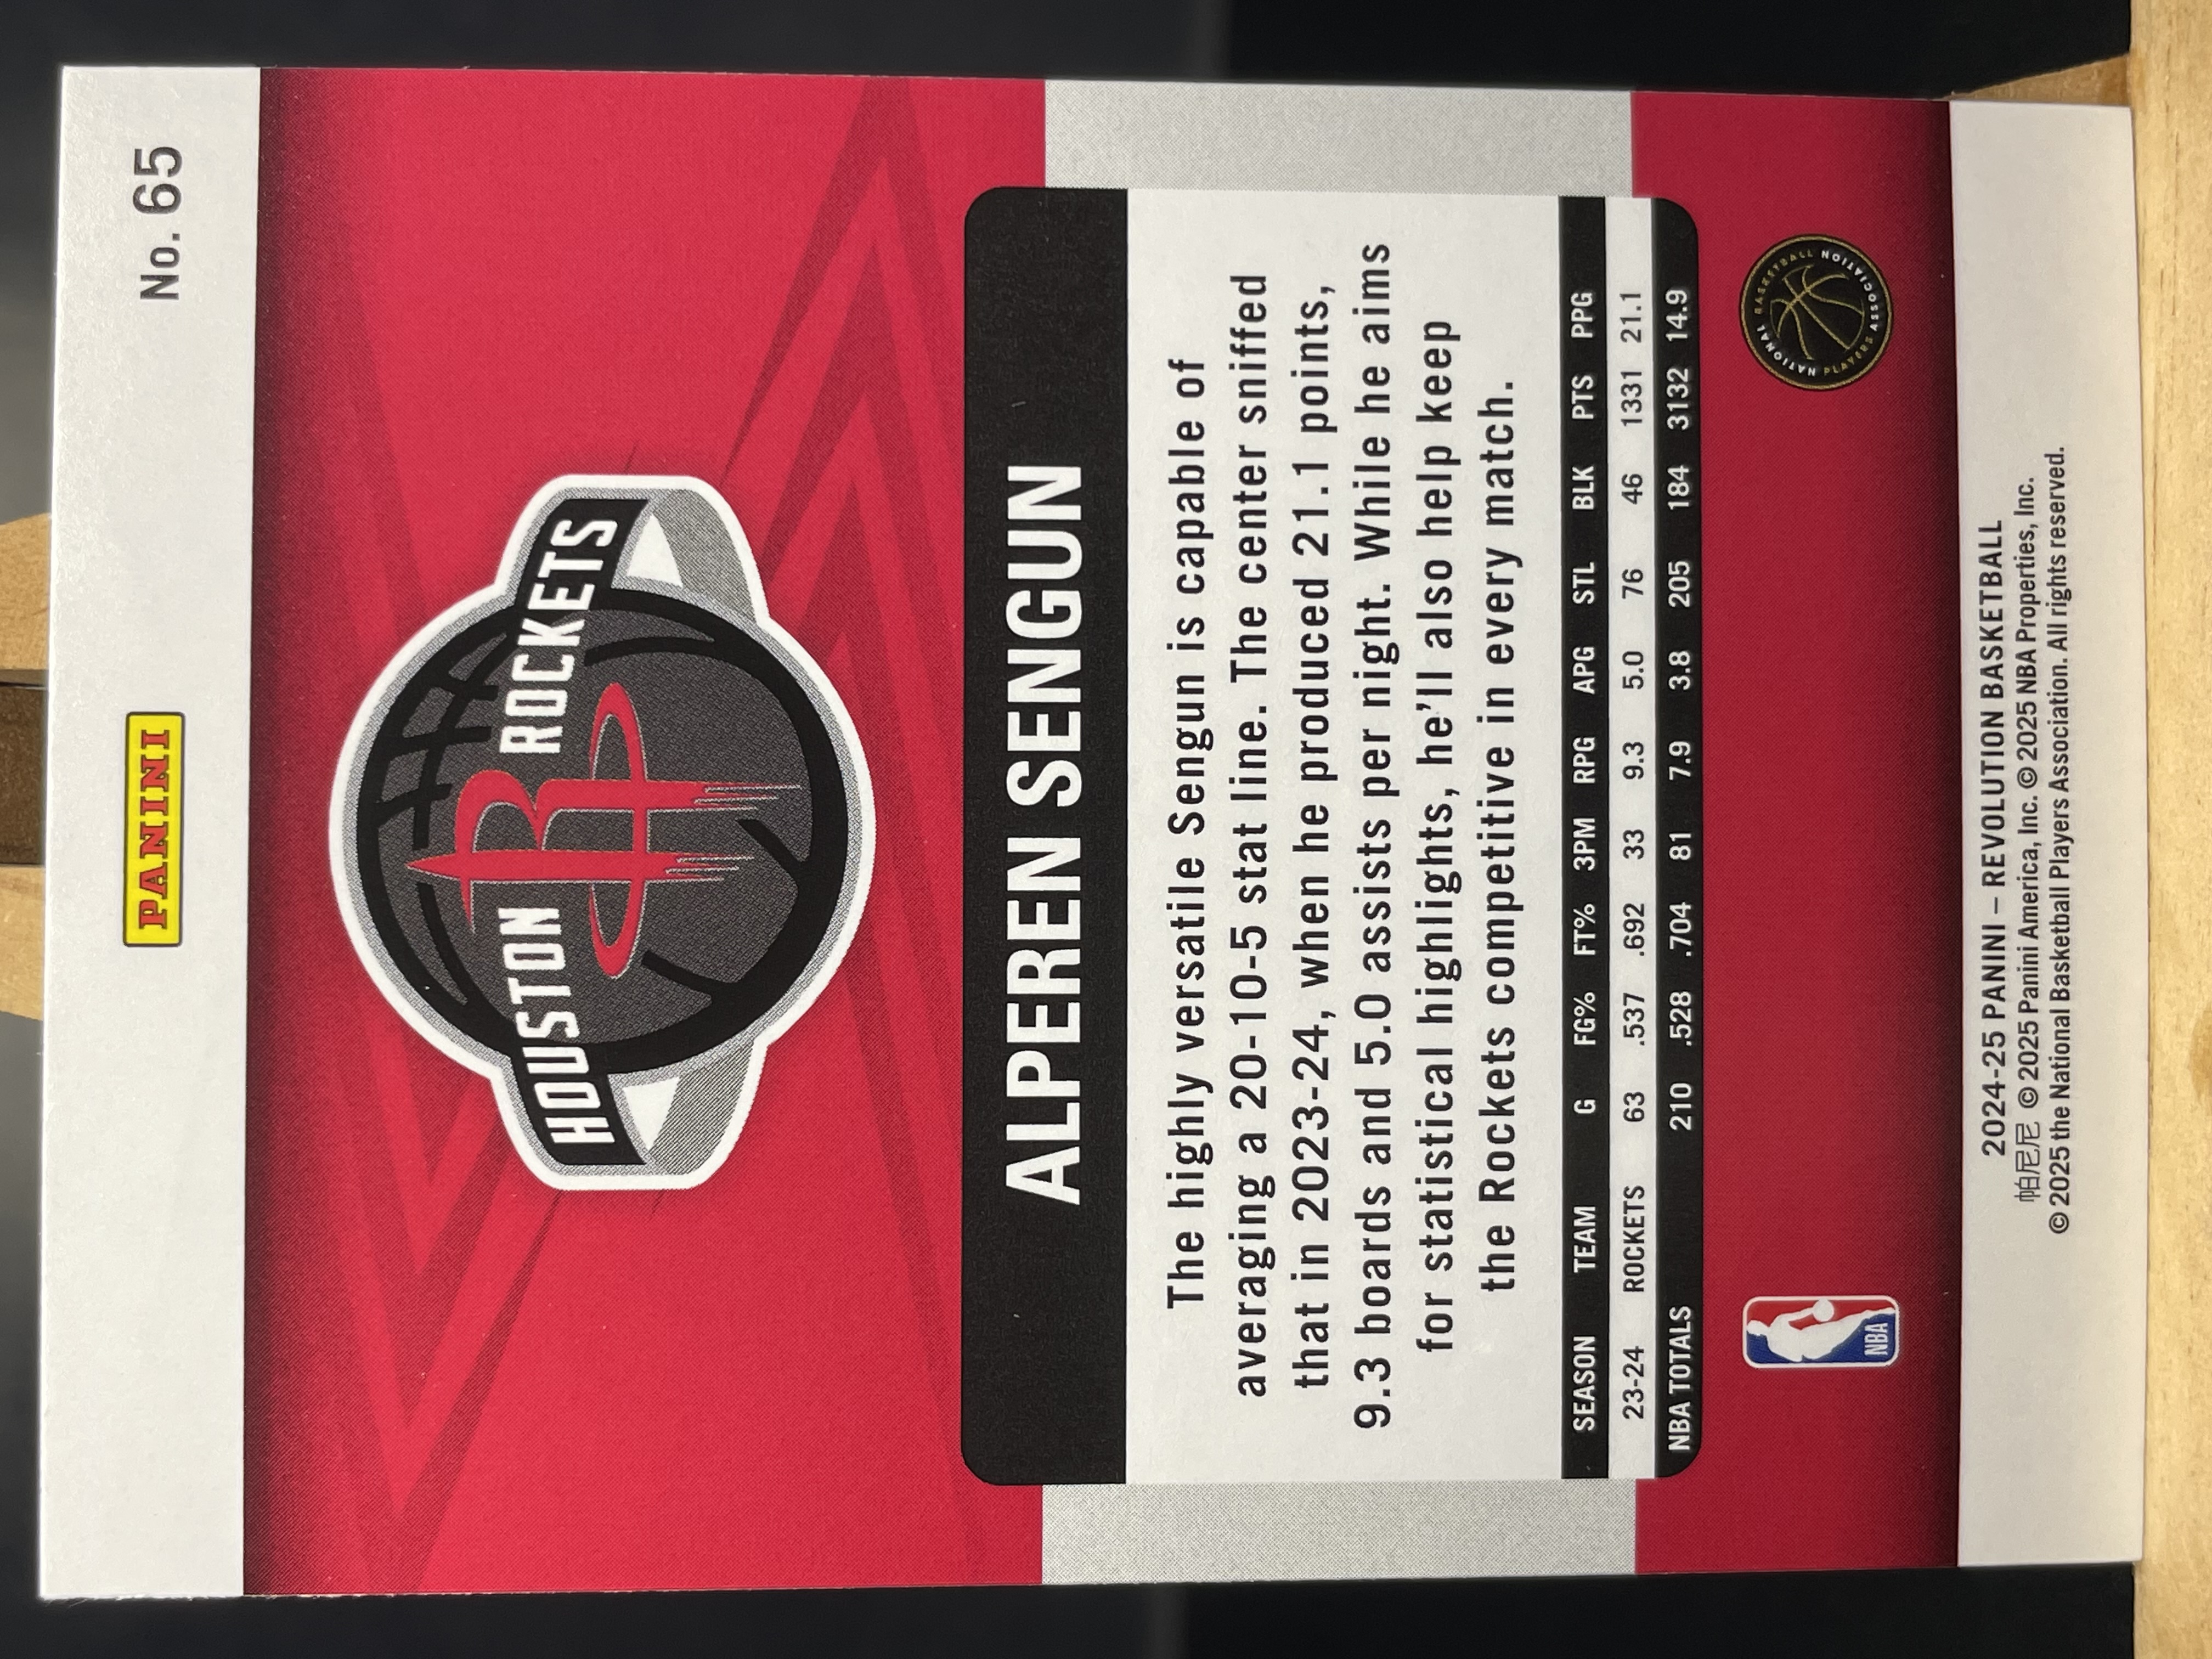 No. 65
PANINI
HOUSTON ROCKETS
R
ALPEREN SENGUN
The highly versatile Sengun is capable of
averaging a 20-10-5 stat line. The center sniffed
that in 2023-24, when he produced 21.1 points,
9.3 boards and 5.0 assists per night. While he aims
for statistical highlights, he'll also help keep
the Rockets competitive in every match.
SEASON TEAM G FG% FT% 3PM RPG APG STL BLK PTS PPG
23-24 ROCKETS 63 .537 .692 33 9.3 5.0 76 46 1331 21.1
NBA TOTALS 210 .528 .704 81 7.9 3.8 205 184 3132 14.9
NBA
NATIONAL BASKETBALL PLAYERS ASSOCIATION
2024-25 PANINI – REVOLUTION BASKETBALL
帕尼尼 © 2025 Panini America, Inc. © 2025 NBA Properties, Inc.
© 2025 the National Basketball Players Association. All rights reserved.